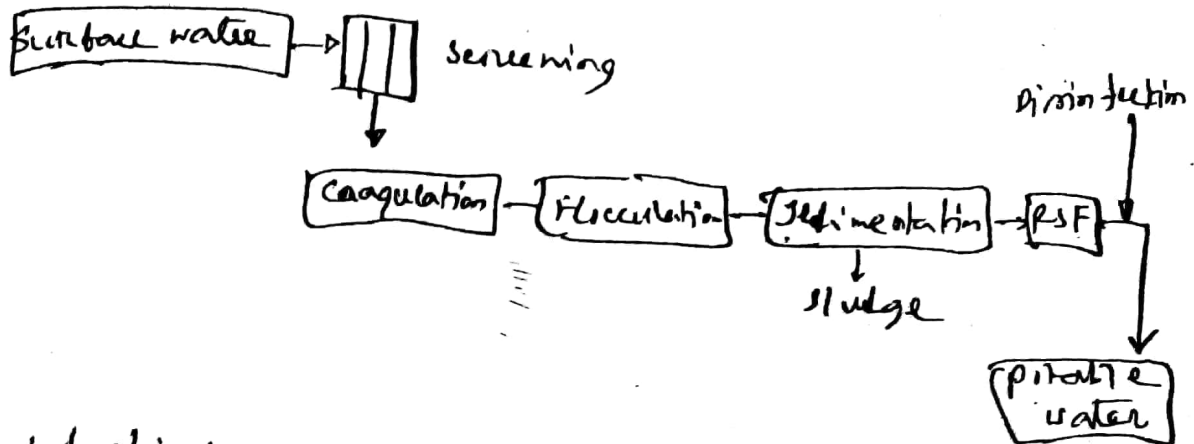 Surface water
screening
Disinfection
Coagulation
Flocculation
Sedimentation
RSF
sludge
potable
water